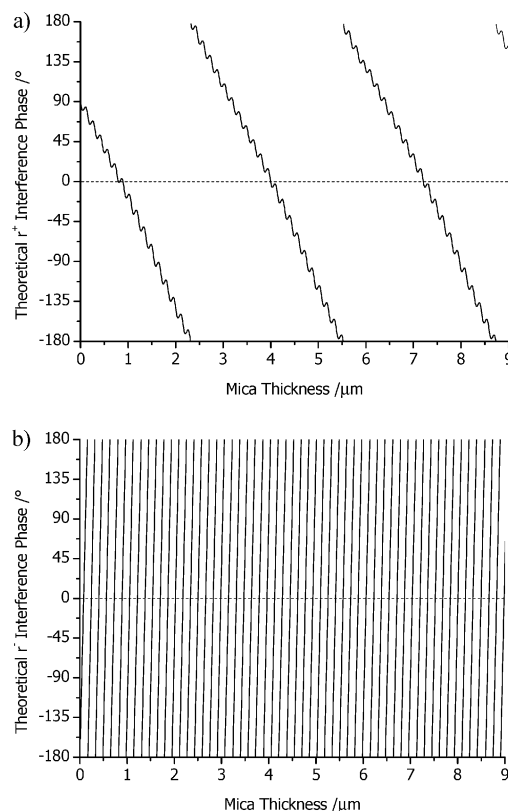 a)
180
135
90
45
0
-45
-90
-135
-180
Theoretical r⁺ Interference Phase /°
0 1 2 3 4 5 6 7 8 9
Mica Thickness /μm
b)
180
135
90
45
0
-45
-90
-135
-180
Theoretical r⁻ Interference Phase /°
0 1 2 3 4 5 6 7 8 9
Mica Thickness /μm